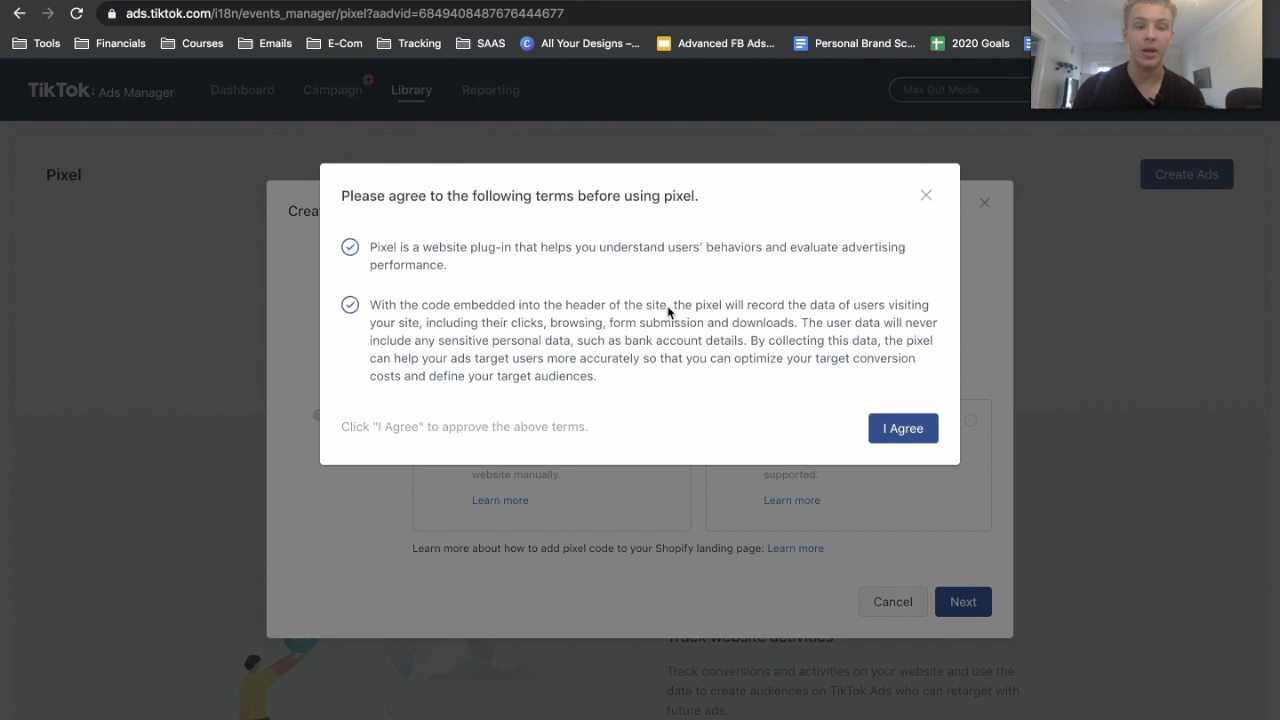 ads.tiktok.com/i18n/events_manager/pixel?aadvid=6849408487676444677
Tools Financials Courses Emails E-Com Tracking SAAS All Your Designs –... Advanced FB Ads... Personal Brand Sc... 2020 Goals
TikTok: Ads Manager Dashboard Campaign Library Reporting Max Out Media
Pixel
Create Ads
Please agree to the following terms before using pixel.
Crea
Pixel is a website plug-in that helps you understand users' behaviors and evaluate advertising
performance.
With the code embedded into the header of the site, the pixel will record the data of users visiting
your site, including their clicks, browsing, form submission and downloads. The user data will never
include any sensitive personal data, such as bank account details. By collecting this data, the pixel
can help your ads target users more accurately so that you can optimize your target conversion
costs and define your target audiences.
Click "I Agree" to approve the above terms.
I Agree
website manually.
supported.
Learn more
Learn more
Learn more about how to add pixel code to your Shopify landing page: Learn more
Cancel Next
Track website activities
Track conversions and activities on your website and use the
data to create audiences on TikTok Ads who can retarget with
future ads.